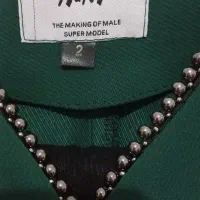 THE MAKING OF MALE
SUPER MODEL
2